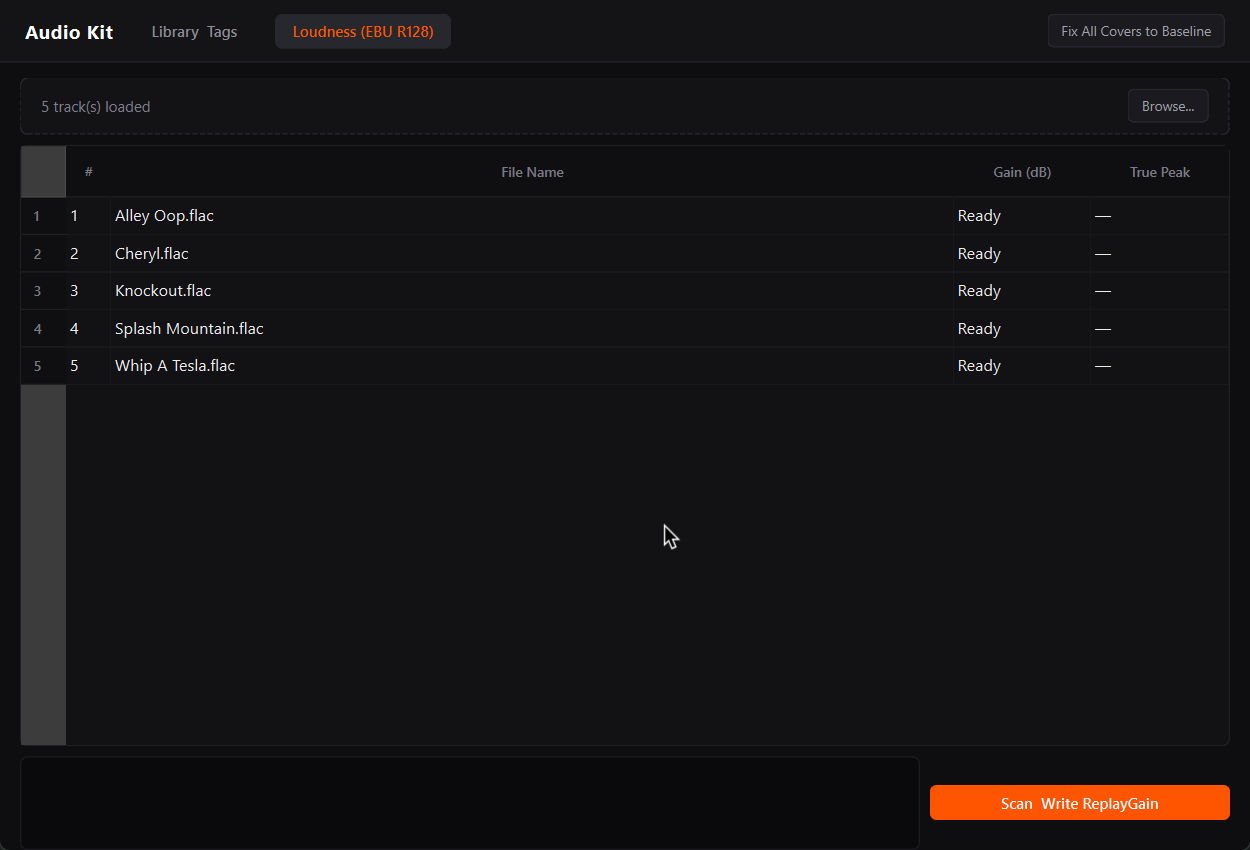 Audio Kit Library Tags Loudness (EBU R128) Fix All Covers to Baseline
5 track(s) loaded Browse...
# File Name Gain (dB) True Peak
1 1 Alley Oop.flac Ready —
2 2 Cheryl.flac Ready —
3 3 Knockout.flac Ready —
4 4 Splash Mountain.flac Ready —
5 5 Whip A Tesla.flac Ready —
Scan Write ReplayGain